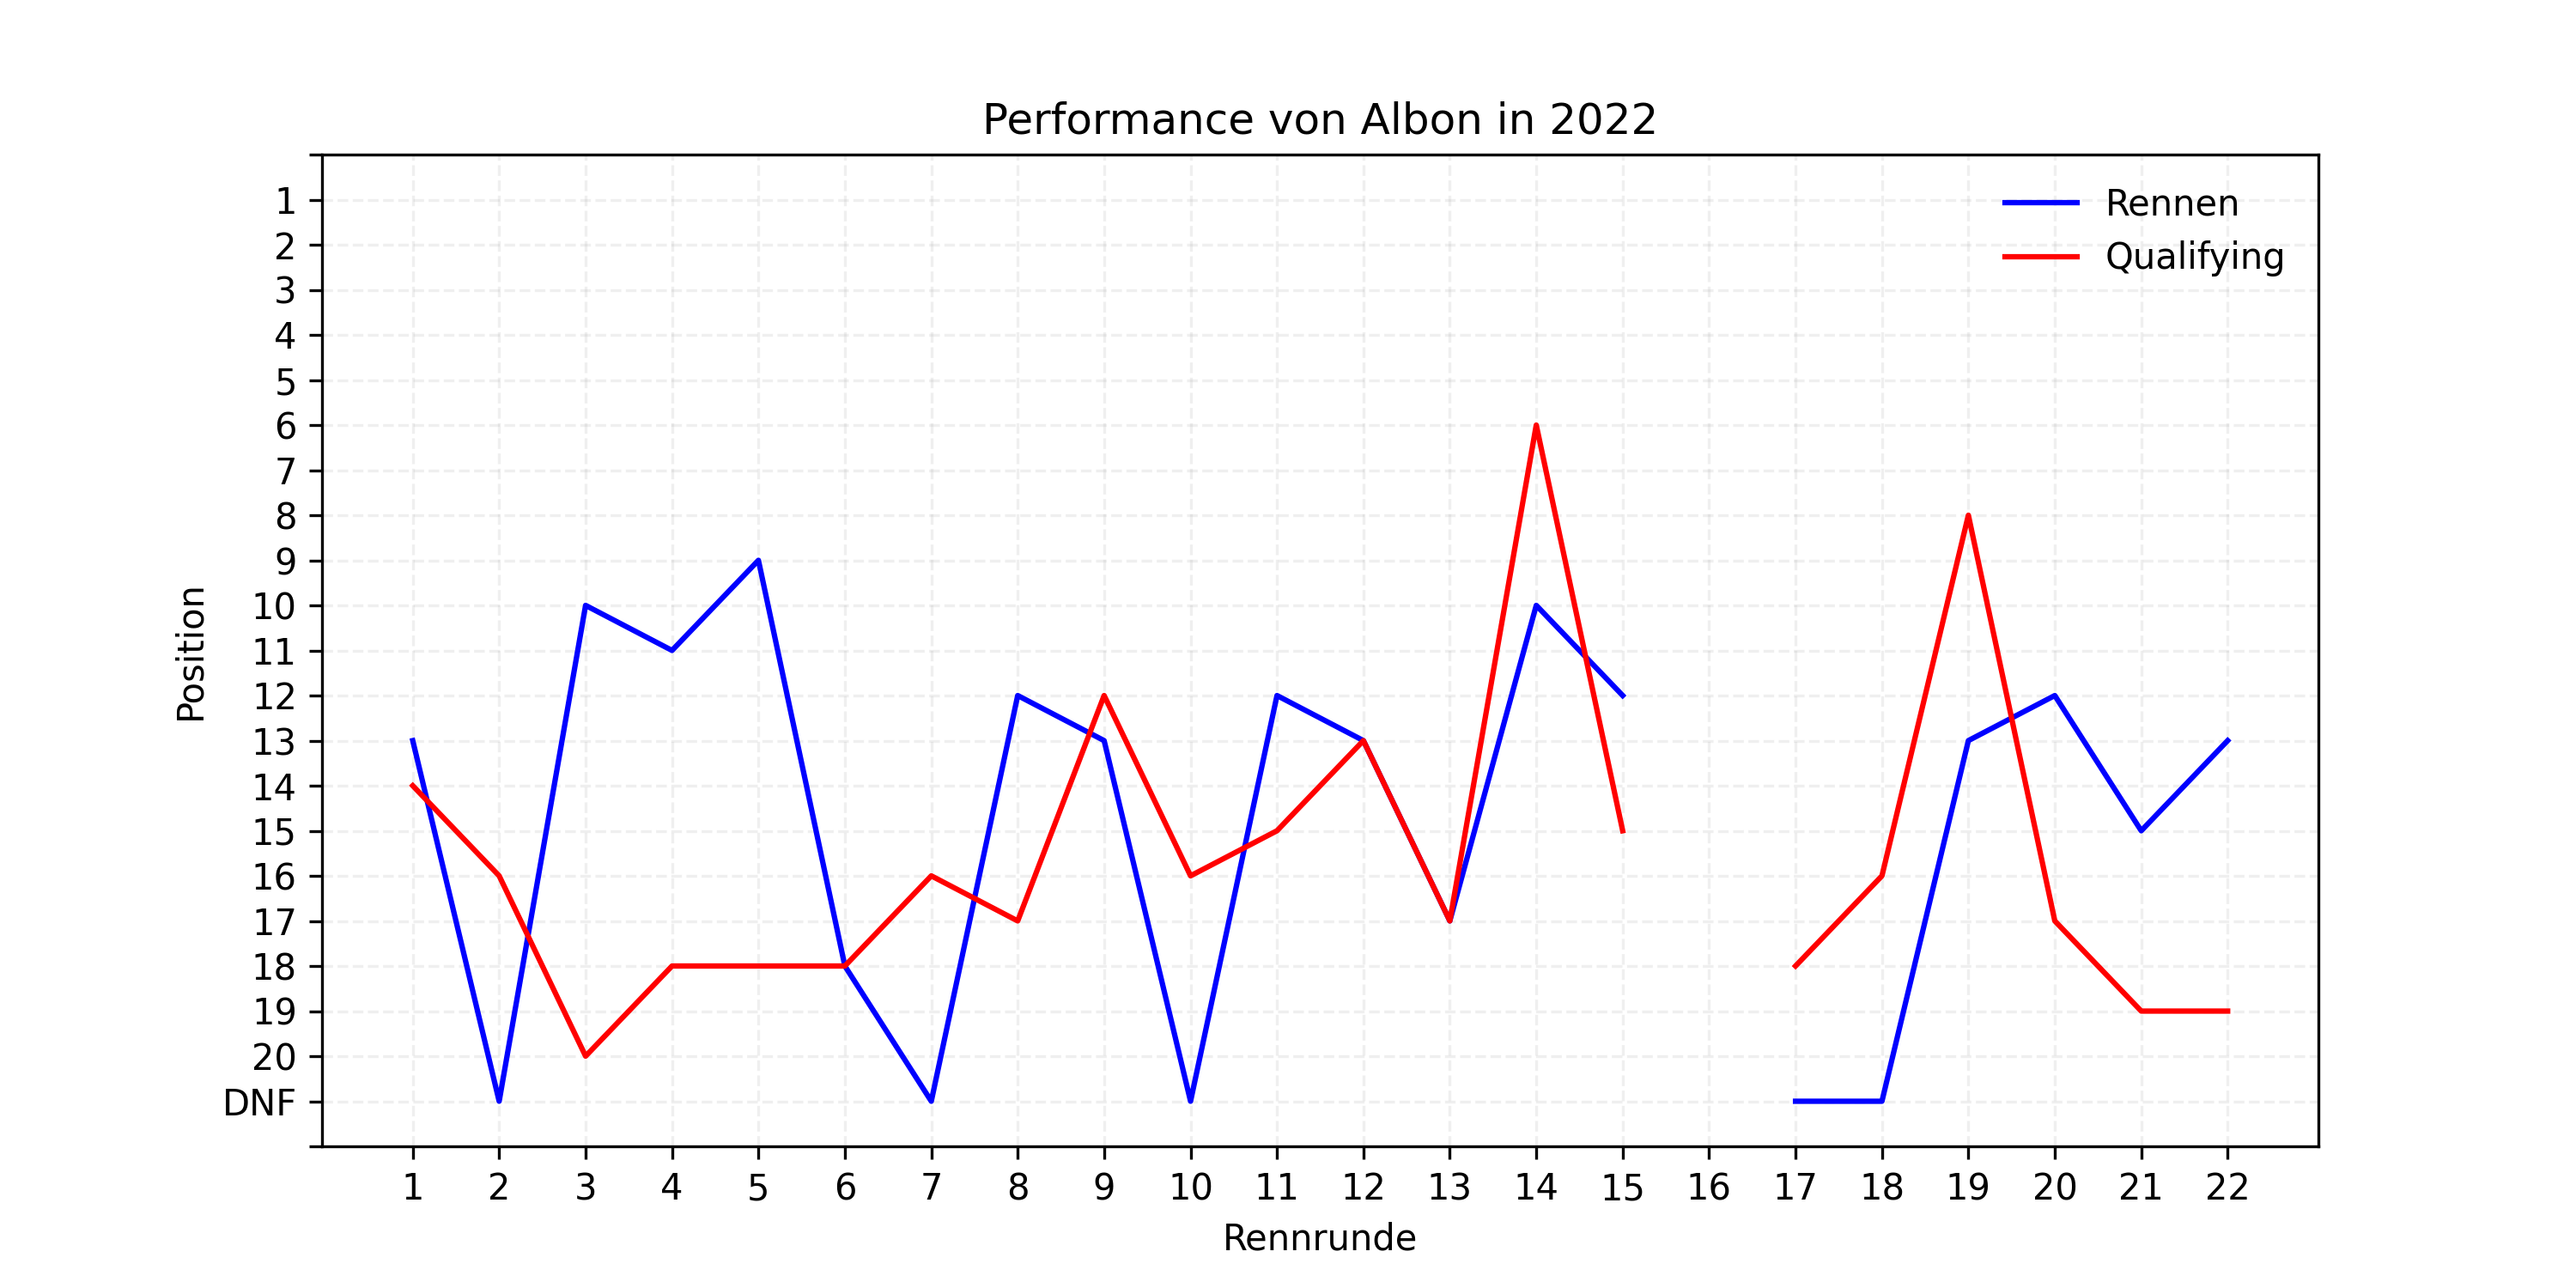 Performance von Albon in 2022
Rennen
Qualifying
Position
1
2
3
4
5
6
7
8
9
10
11
12
13
14
15
16
17
18
19
20
DNF
1 2 3 4 5 6 7 8 9 10 11 12 13 14 15 16 17 18 19 20 21 22
Rennrunde